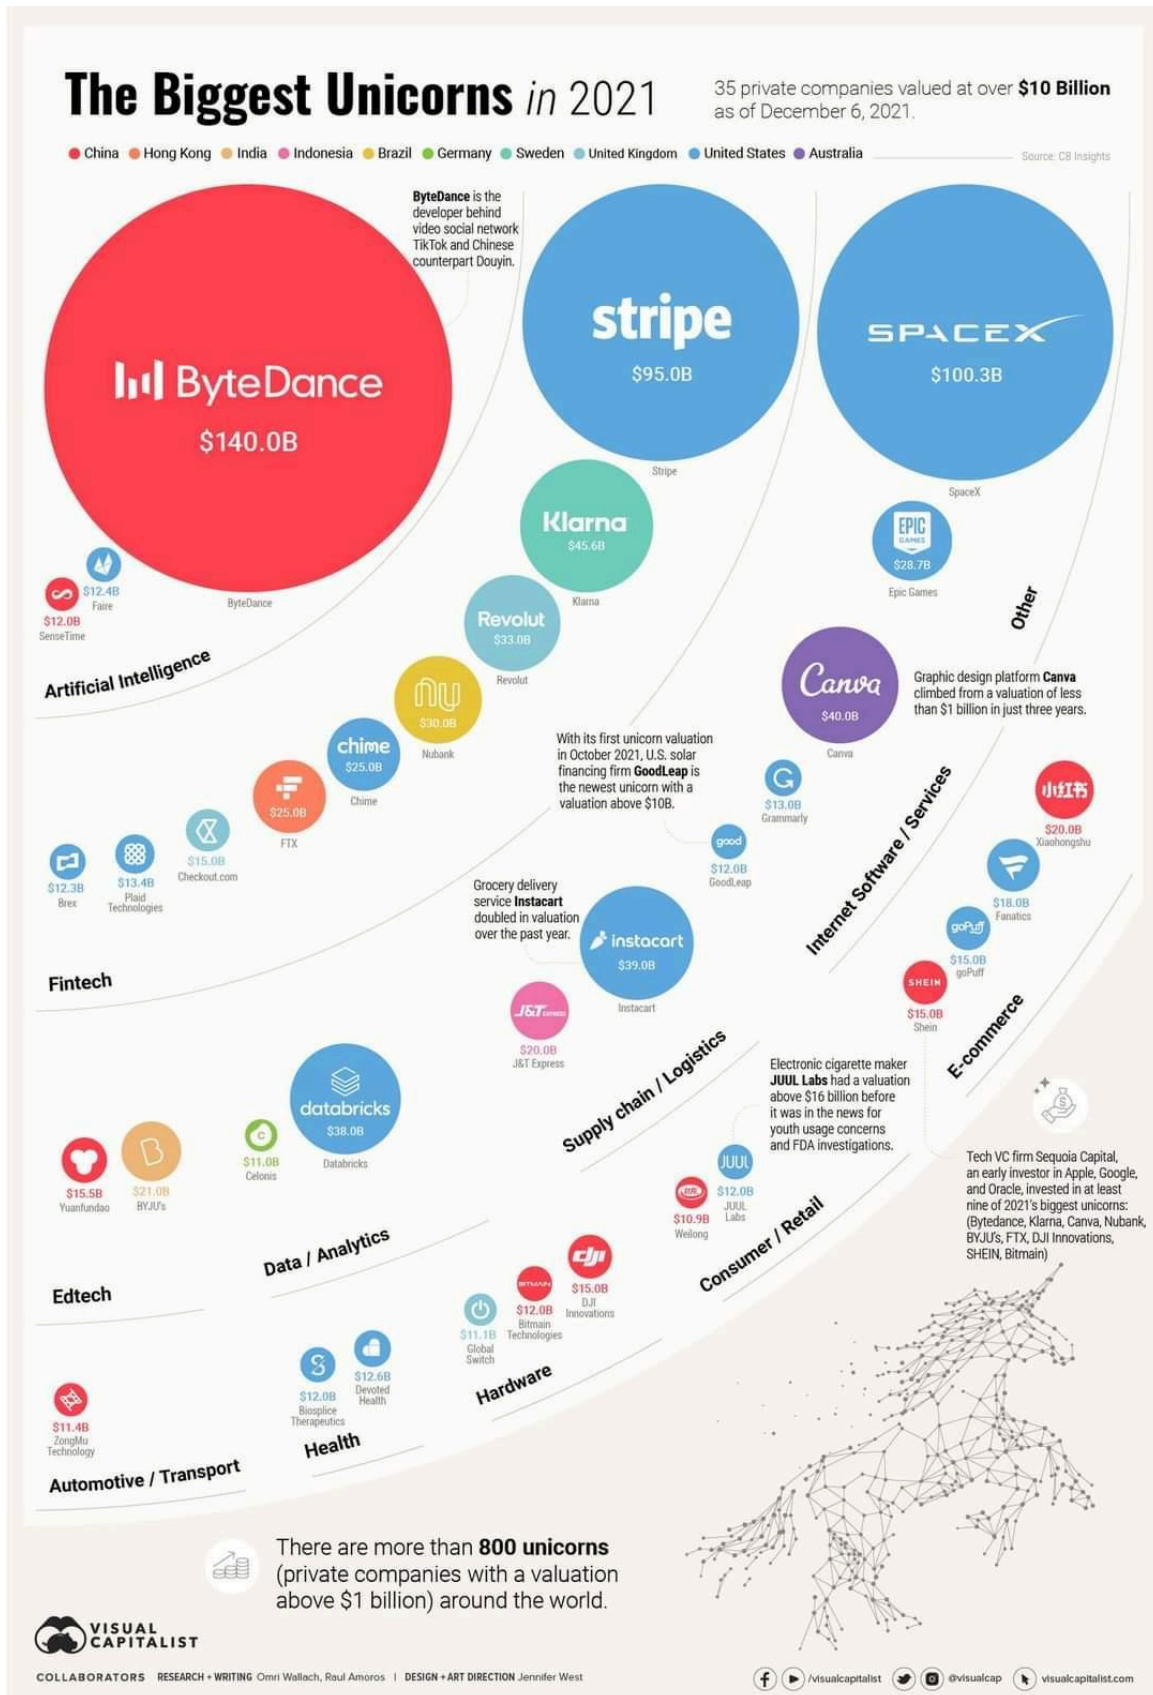 The Biggest Unicorns in 2021
35 private companies valued at over $10 Billion
as of December 6, 2021.
China Hong Kong India Indonesia Brazil Germany Sweden United Kingdom United States Australia
Source: CB Insights
ByteDance is the
developer behind
video social network
TikTok and Chinese
counterpart Douyin.
ByteDance
$140.0B
ByteDance
$12.4B
Faire
$12.0B
SenseTime
Artificial Intelligence
stripe
$95.0B
Stripe
Klarna
$45.6B
Klarna
Revolut
$33.0B
Revolut
nu
$30.0B
Nubank
chime
$25.0B
Chime
$25.0B
FTX
$15.0B
Checkout.com
$13.4B
Plaid
Technologies
$12.3B
Brex
Fintech
SPACEX
$100.3B
SpaceX
EPIC
GAMES
$28.7B
Epic Games
Other
Canva
$40.0B
Canva
Graphic design platform Canva
climbed from a valuation of less
than $1 billion in just three years.
With its first unicorn valuation
in October 2021, U.S. solar
financing firm GoodLeap is
the newest unicorn with a
valuation above $10B.
G
$13.0B
Grammarly
good
$12.0B
GoodLeap
Internet Software / Services
小红书
$20.0B
Xiaohongshu
$18.0B
Fanatics
goPuff
$15.0B
goPuff
SHEIN
$15.0B
Shein
E-commerce
Grocery delivery
service Instacart
doubled in valuation
over the past year.
instacart
$39.0B
Instacart
J&T EXPRESS
$20.0B
J&T Express
Supply chain / Logistics
databricks
$38.0B
Databricks
C
$11.0B
Celonis
Data / Analytics
$15.5B
Yuanfundao
B
$21.0B
BYJU's
Edtech
Electronic cigarette maker
JUUL Labs had a valuation
above $16 billion before
it was in the news for
youth usage concerns
and FDA investigations.
JUUL
$12.0B
JUUL
Labs
$10.9B
Weilong
Consumer / Retail
dji
$15.0B
DJI
Innovations
BITMAIN
$12.0B
Bitmain
Technologies
$11.1B
Global
Switch
Hardware
$12.6B
Devoted
Health
$12.0B
Biosplice
Therapeutics
Health
$11.4B
ZongMu
Technology
Automotive / Transport
$
Tech VC firm Sequoia Capital,
an early investor in Apple, Google,
and Oracle, invested in at least
nine of 2021's biggest unicorns:
(Bytedance, Klarna, Canva, Nubank,
BYJU's, FTX, DJI Innovations,
SHEIN, Bitmain)
There are more than 800 unicorns
(private companies with a valuation
above $1 billion) around the world.
VISUAL
CAPITALIST
COLLABORATORS RESEARCH + WRITING Omri Wallach, Raul Amoros | DESIGN + ART DIRECTION Jennifer West
/visualcapitalist @visualcap visualcapitalist.com